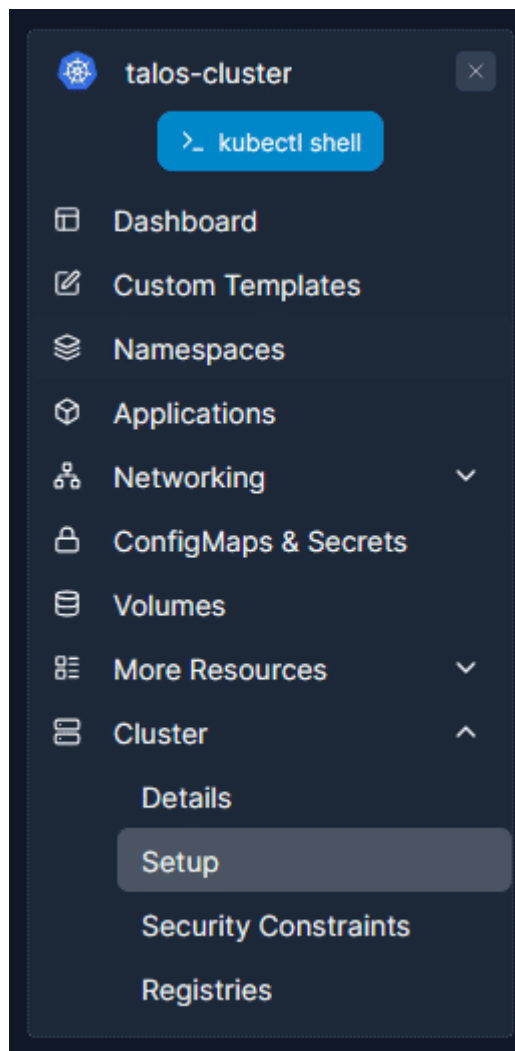 talos-cluster
>_ kubectl shell
Dashboard
Custom Templates
Namespaces
Applications
Networking
ConfigMaps & Secrets
Volumes
More Resources
Cluster
Details
Setup
Security Constraints
Registries